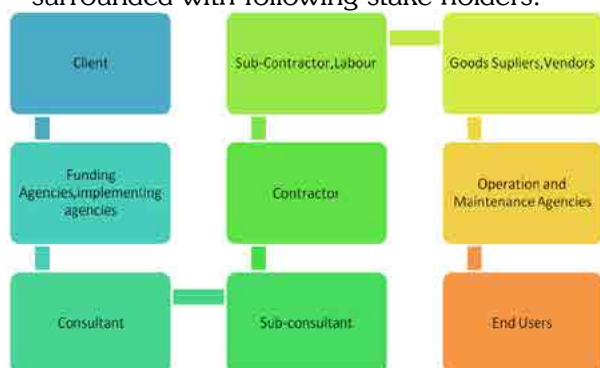 surrounded with following stake holders:
Client
Funding
Agencies,implementing
agencies
Consultant
Sub-consultant
Contractor
Sub-Contractor,Labour
Goods Supliers,Vendors
Operation and
Maintenance Agencies
End Users